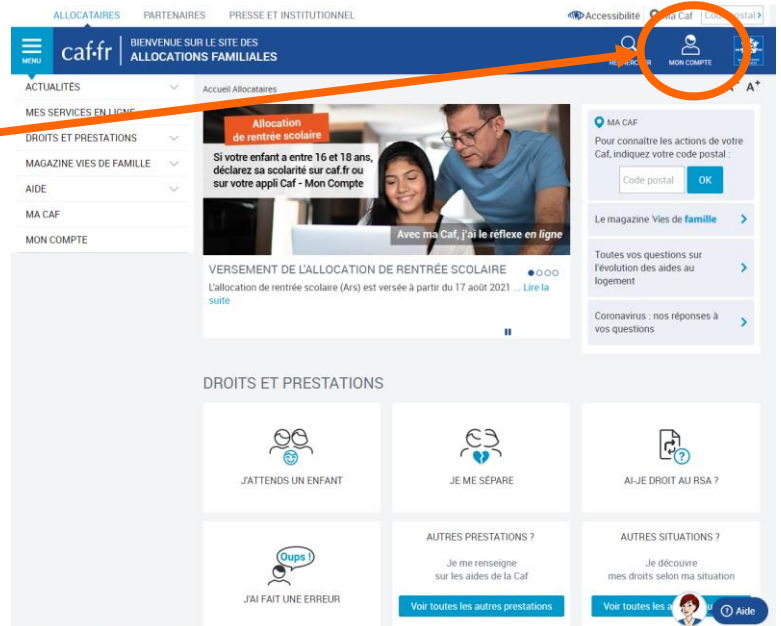 ALLOCATAIRES PARTENAIRES PRESSE ET INSTITUTIONNEL
Accessibilité Ma Caf Code postal
MENU
caf.fr
BIENVENUE SUR LE SITE DES
ALLOCATIONS FAMILIALES
RECHERCHER
MON COMPTE
ACTUALITÉS
MES SERVICES EN LIGNE
DROITS ET PRESTATIONS
MAGAZINE VIES DE FAMILLE
AIDE
MA CAF
MON COMPTE
Accueil Allocataires
A+
Allocation
de rentrée scolaire
Si votre enfant a entre 16 et 18 ans,
déclarez sa scolarité sur caf.fr ou
sur votre appli Caf - Mon Compte
Avec ma Caf, j'ai le réflexe en ligne
VERSEMENT DE L'ALLOCATION DE RENTRÉE SCOLAIRE
L'allocation de rentrée scolaire (Ars) est versée à partir du 17 août 2021 ... Lire la
suite
MA CAF
Pour connaître les actions de votre
Caf, indiquez votre code postal :
Code postal OK
Le magazine Vies de famille
Toutes vos questions sur
l'évolution des aides au
logement
Coronavirus : nos réponses à
vos questions
DROITS ET PRESTATIONS
J'ATTENDS UN ENFANT
JE ME SÉPARE
AI-JE DROIT AU RSA ?
Oups !
J'AI FAIT UNE ERREUR
AUTRES PRESTATIONS ?
Je me renseigne
sur les aides de la Caf
Voir toutes les autres prestations
AUTRES SITUATIONS ?
Je découvre
mes droits selon ma situation
Voir toutes les
Aide